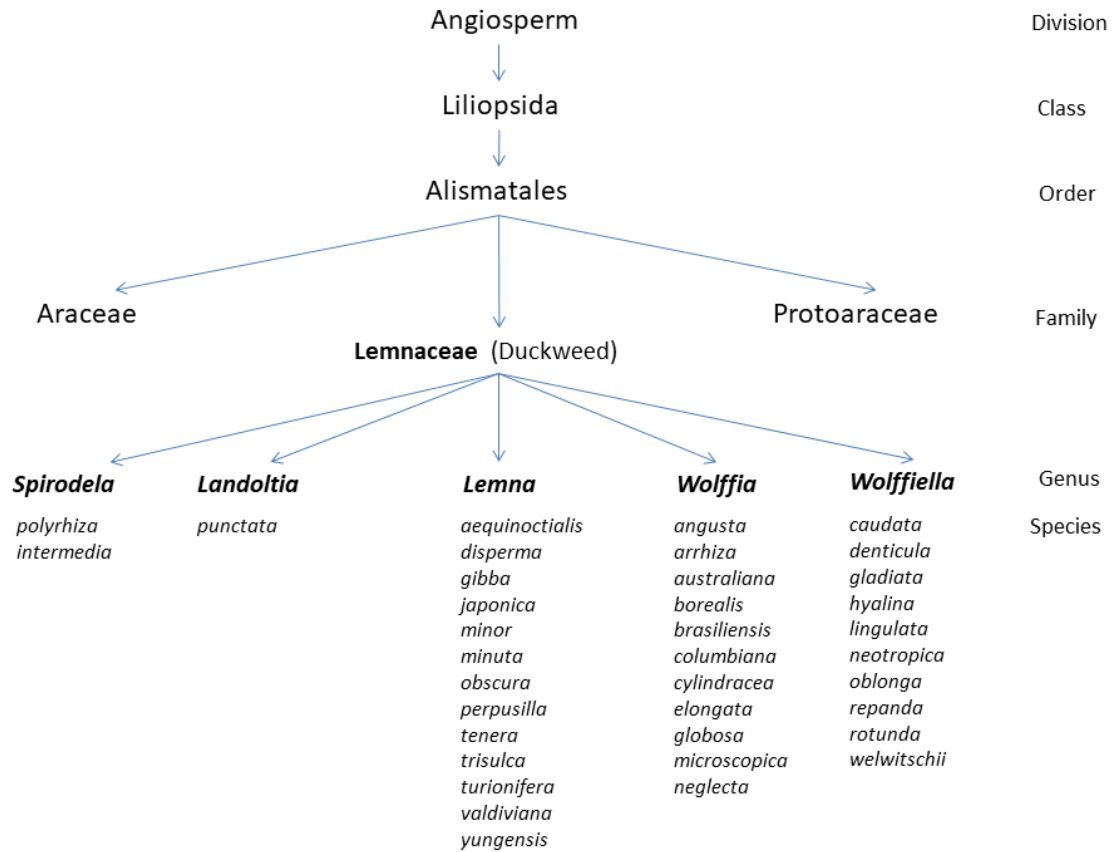 Angiosperm Division
Liliopsida Class
Alismatales Order
Araceae Protoaraceae Family
Lemnaceae (Duckweed)
Spirodela Landoltia Lemna Wolffia Wolffiella Genus
polyrhiza punctata aequinoctialis angusta caudata Species
intermedia disperma arrhiza denticula
gibba australiana gladiata
japonica borealis hyalina
minor brasiliensis lingulata
minuta columbiana neotropica
obscura cylindracea oblonga
perpusilla elongata repanda
tenera globosa rotunda
trisulca microscopica welwitschii
turionifera neglecta
valdiviana
yungensis